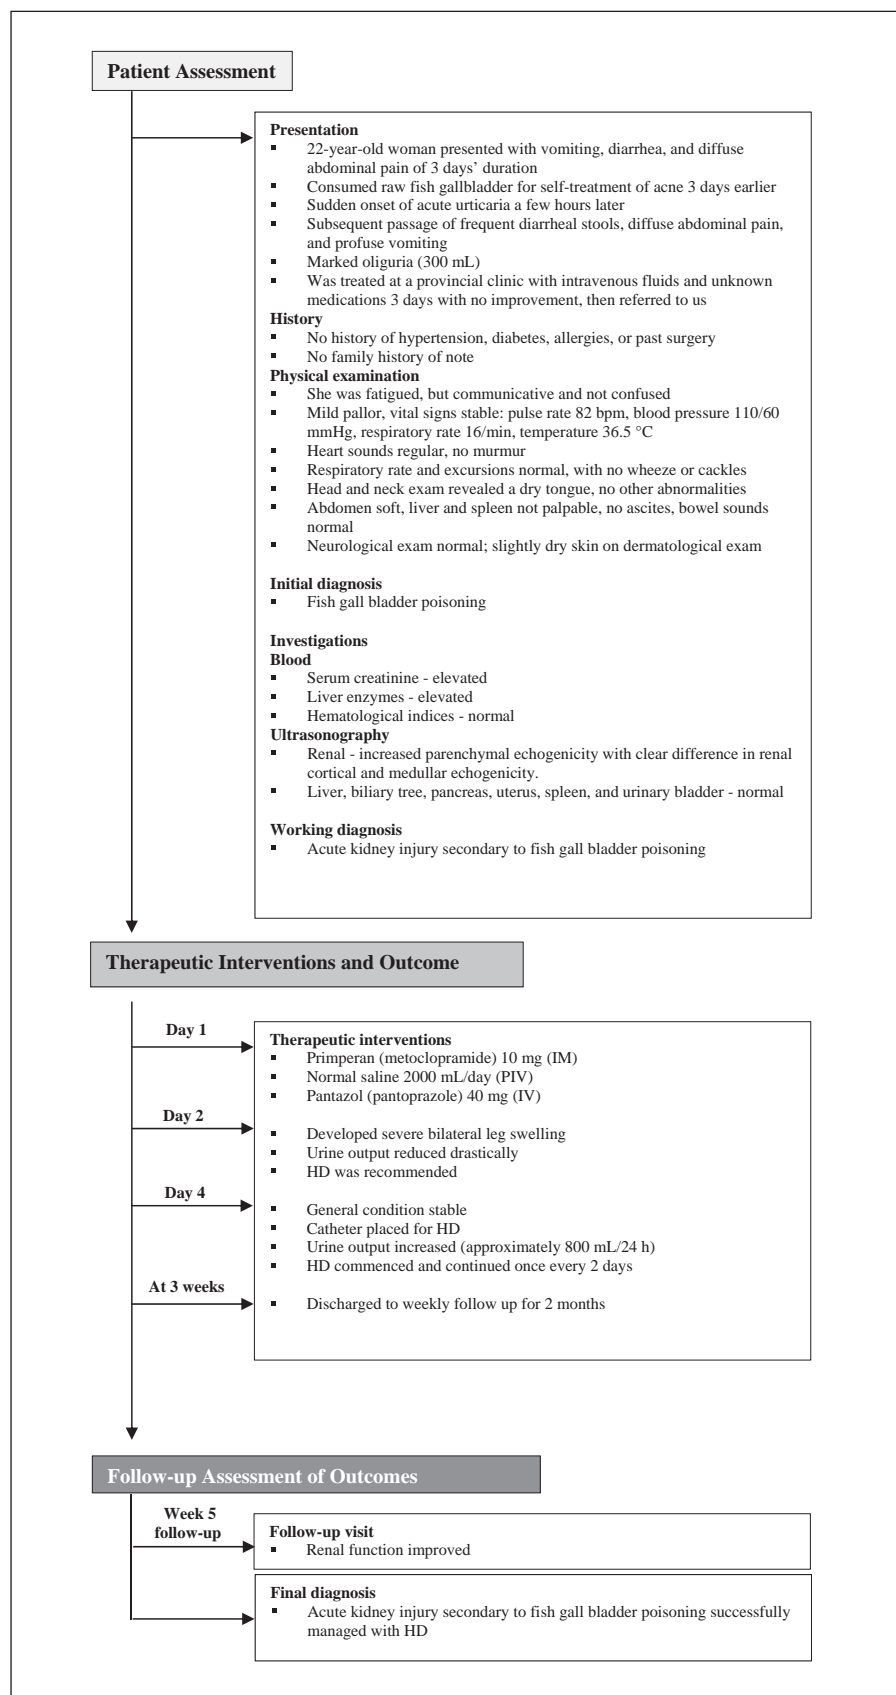 Patient Assessment
Presentation
▪ 22-year-old woman presented with vomiting, diarrhea, and diffuse
abdominal pain of 3 days’ duration
▪ Consumed raw fish gallbladder for self-treatment of acne 3 days earlier
▪ Sudden onset of acute urticaria a few hours later
▪ Subsequent passage of frequent diarrheal stools, diffuse abdominal pain,
and profuse vomiting
▪ Marked oliguria (300 mL)
▪ Was treated at a provincial clinic with intravenous fluids and unknown
medications 3 days with no improvement, then referred to us
History
▪ No history of hypertension, diabetes, allergies, or past surgery
▪ No family history of note
Physical examination
▪ She was fatigued, but communicative and not confused
▪ Mild pallor, vital signs stable: pulse rate 82 bpm, blood pressure 110/60
mmHg, respiratory rate 16/min, temperature 36.5 °C
▪ Heart sounds regular, no murmur
▪ Respiratory rate and excursions normal, with no wheeze or cackles
▪ Head and neck exam revealed a dry tongue, no other abnormalities
▪ Abdomen soft, liver and spleen not palpable, no ascites, bowel sounds
normal
▪ Neurological exam normal; slightly dry skin on dermatological exam
Initial diagnosis
▪ Fish gall bladder poisoning
Investigations
Blood
▪ Serum creatinine - elevated
▪ Liver enzymes - elevated
▪ Hematological indices - normal
Ultrasonography
▪ Renal - increased parenchymal echogenicity with clear difference in renal
cortical and medullar echogenicity.
▪ Liver, biliary tree, pancreas, uterus, spleen, and urinary bladder - normal
Working diagnosis
▪ Acute kidney injury secondary to fish gall bladder poisoning
Therapeutic Interventions and Outcome
Day 1
Therapeutic interventions
▪ Primperan (metoclopramide) 10 mg (IM)
▪ Normal saline 2000 mL/day (PIV)
▪ Pantazol (pantoprazole) 40 mg (IV)
Day 2
▪ Developed severe bilateral leg swelling
▪ Urine output reduced drastically
▪ HD was recommended
Day 4
▪ General condition stable
▪ Catheter placed for HD
▪ Urine output increased (approximately 800 mL/24 h)
▪ HD commenced and continued once every 2 days
At 3 weeks
▪ Discharged to weekly follow up for 2 months
Follow-up Assessment of Outcomes
Week 5
follow-up
Follow-up visit
▪ Renal function improved
Final diagnosis
▪ Acute kidney injury secondary to fish gall bladder poisoning successfully
managed with HD